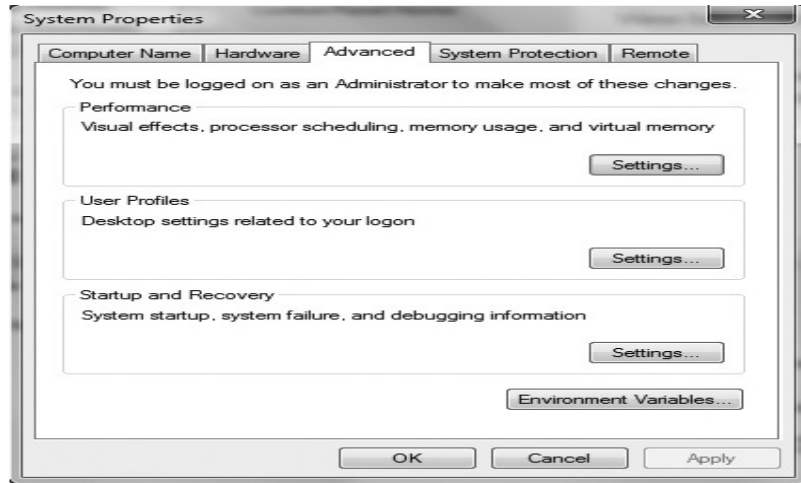 System Properties
Computer Name Hardware Advanced System Protection Remote
You must be logged on as an Administrator to make most of these changes.
Performance
Visual effects, processor scheduling, memory usage, and virtual memory
Settings...
User Profiles
Desktop settings related to your logon
Settings...
Startup and Recovery
System startup, system failure, and debugging information
Settings...
Environment Variables...
OK Cancel Apply